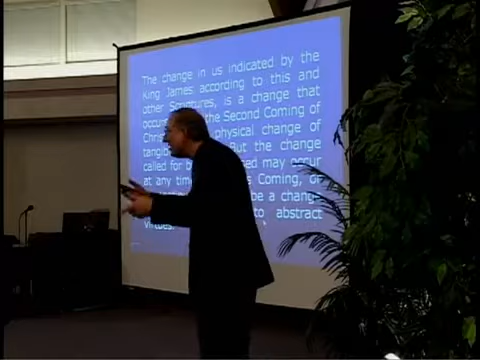 The change in us indicated by the
King James according to this and
other Scriptures, is a change that
the Second Coming of
physical change of
But the change
called for may occur
at any time Coming, or
be a change
to abstract
virtues.